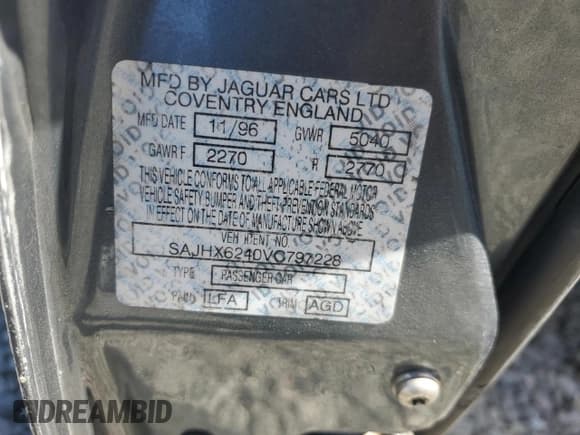 MFD BY JAGUAR CARS LTD
COVENTRY ENGLAND
MFD DATE 11/96 GVWR 5040
GAWR F 2270 R 2770
THIS VEHICLE CONFORMS TO ALL APPLICABLE FEDERAL MOTOR
VEHICLE SAFETY BUMPER AND THEFT PREVENTION STANDARDS
IN EFFECT ON THE DATE OF MANUFACTURE SHOWN ABOVE
VEH IDENT NO.
SAJHX6240VC797228
TYPE PASSENGER CAR
PAINT LFA TRIM AGD
DREAMBID